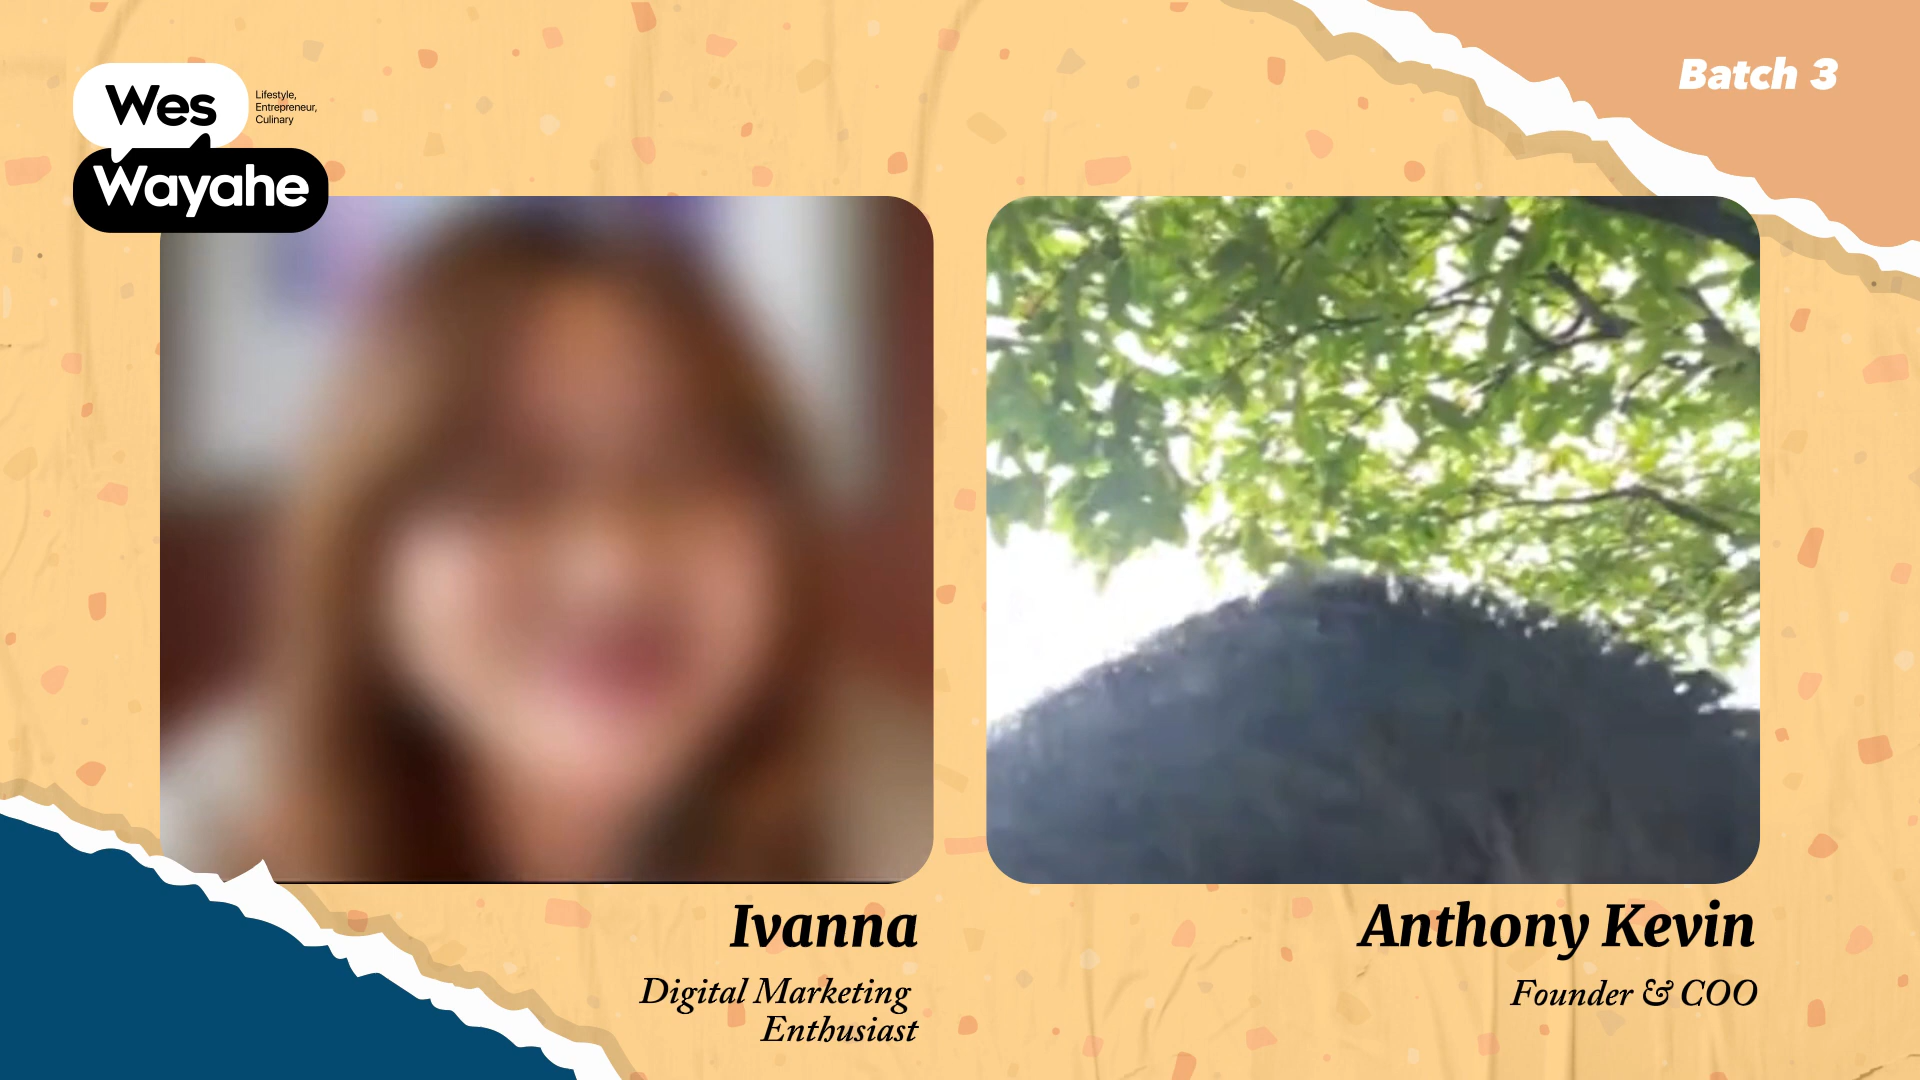 Wes
Lifestyle,
Entrepreneur,
Culinary
Wayahe
Batch 3
Ivanna
Digital Marketing
Enthusiast
Anthony Kevin
Founder & COO